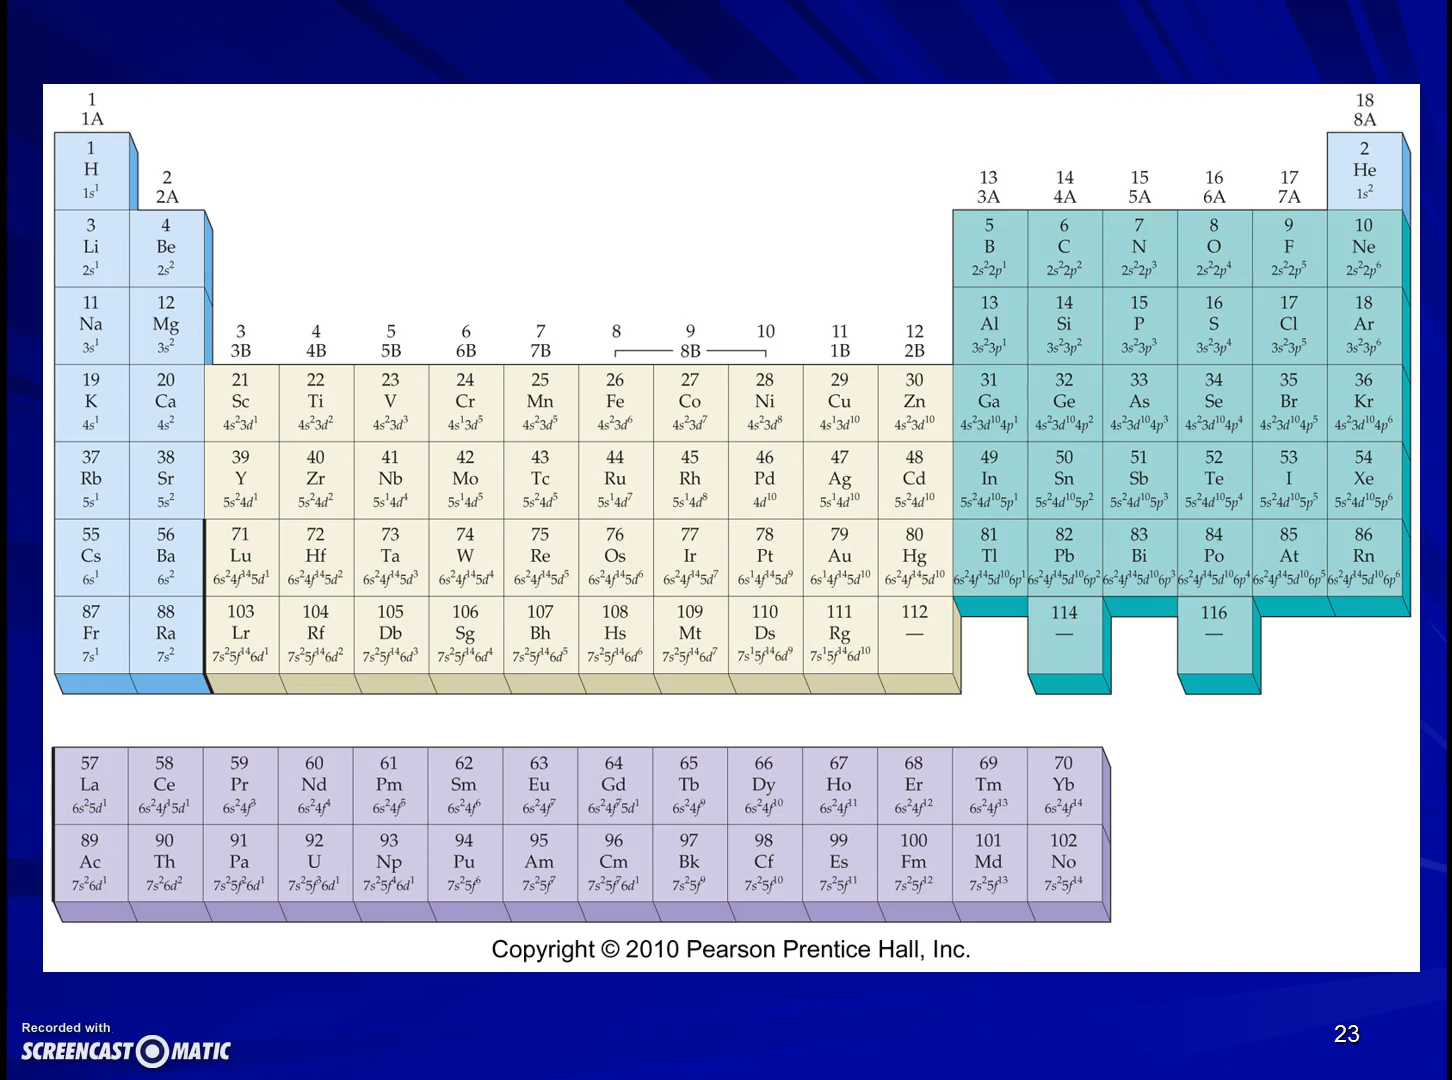 1 18
1A 8A
1 2
H 2 13 14 15 16 17 He
1s¹ 2A 3A 4A 5A 6A 7A 1s²
3 4 5 6 7 8 9 10
Li Be B C N O F Ne
2s¹ 2s² 2s²2p¹ 2s²2p² 2s²2p³ 2s²2p⁴ 2s²2p⁵ 2s²2p⁶
11 12 13 14 15 16 17 18
Na Mg 3 4 5 6 7 8 9 10 11 12 Al Si P S Cl Ar
3s¹ 3s² 3B 4B 5B 6B 7B 8B 1B 2B 3s²3p¹ 3s²3p² 3s²3p³ 3s²3p⁴ 3s²3p⁵ 3s²3p⁶
19 20 21 22 23 24 25 26 27 28 29 30 31 32 33 34 35 36
K Ca Sc Ti V Cr Mn Fe Co Ni Cu Zn Ga Ge As Se Br Kr
4s¹ 4s² 4s²3d¹ 4s²3d² 4s²3d³ 4s¹3d⁵ 4s²3d⁵ 4s²3d⁶ 4s²3d⁷ 4s²3d⁸ 4s¹3d¹⁰ 4s²3d¹⁰ 4s²3d¹⁰4p¹ 4s²3d¹⁰4p² 4s²3d¹⁰4p³ 4s²3d¹⁰4p⁴ 4s²3d¹⁰4p⁵ 4s²3d¹⁰4p⁶
37 38 39 40 41 42 43 44 45 46 47 48 49 50 51 52 53 54
Rb Sr Y Zr Nb Mo Tc Ru Rh Pd Ag Cd In Sn Sb Te I Xe
5s¹ 5s² 5s²4d¹ 5s²4d² 5s¹4d⁴ 5s¹4d⁵ 5s²4d⁵ 5s¹4d⁷ 5s¹4d⁸ 4d¹⁰ 5s¹4d¹⁰ 5s²4d¹⁰ 5s²4d¹⁰5p¹ 5s²4d¹⁰5p² 5s²4d¹⁰5p³ 5s²4d¹⁰5p⁴ 5s²4d¹⁰5p⁵ 5s²4d¹⁰5p⁶
55 56 71 72 73 74 75 76 77 78 79 80 81 82 83 84 85 86
Cs Ba Lu Hf Ta W Re Os Ir Pt Au Hg Tl Pb Bi Po At Rn
6s¹ 6s² 6s²4f¹⁴5d¹ 6s²4f¹⁴5d² 6s²4f¹⁴5d³ 6s²4f¹⁴5d⁴ 6s²4f¹⁴5d⁵ 6s²4f¹⁴5d⁶ 6s²4f¹⁴5d⁷ 6s¹4f¹⁴5d⁹ 6s¹4f¹⁴5d¹⁰ 6s²4f¹⁴5d¹⁰ 6s²4f¹⁴5d¹⁰6p¹ 6s²4f¹⁴5d¹⁰6p² 6s²4f¹⁴5d¹⁰6p³ 6s²4f¹⁴5d¹⁰6p⁴ 6s²4f¹⁴5d¹⁰6p⁵ 6s²4f¹⁴5d¹⁰6p⁶
87 88 103 104 105 106 107 108 109 110 111 112 114 116
Fr Ra Lr Rf Db Sg Bh Hs Mt Ds Rg — — —
7s¹ 7s² 7s²5f¹⁴6d¹ 7s²5f¹⁴6d² 7s²5f¹⁴6d³ 7s²5f¹⁴6d⁴ 7s²5f¹⁴6d⁵ 7s²5f¹⁴6d⁶ 7s²5f¹⁴6d⁷ 7s¹5f¹⁴6d⁹ 7s¹5f¹⁴6d¹⁰
57 58 59 60 61 62 63 64 65 66 67 68 69 70
La Ce Pr Nd Pm Sm Eu Gd Tb Dy Ho Er Tm Yb
6s²5d¹ 6s²4f¹5d¹ 6s²4f³ 6s²4f⁴ 6s²4f⁵ 6s²4f⁶ 6s²4f⁷ 6s²4f⁷5d¹ 6s²4f⁹ 6s²4f¹⁰ 6s²4f¹¹ 6s²4f¹² 6s²4f¹³ 6s²4f¹⁴
89 90 91 92 93 94 95 96 97 98 99 100 101 102
Ac Th Pa U Np Pu Am Cm Bk Cf Es Fm Md No
7s²6d¹ 7s²6d² 7s²5f²6d¹ 7s²5f³6d¹ 7s²5f⁴6d¹ 7s²5f⁶ 7s²5f⁷ 7s²5f⁷6d¹ 7s²5f⁹ 7s²5f¹⁰ 7s²5f¹¹ 7s²5f¹² 7s²5f¹³ 7s²5f¹⁴
Copyright © 2010 Pearson Prentice Hall, Inc.
Recorded with
SCREENCAST-O-MATIC
23